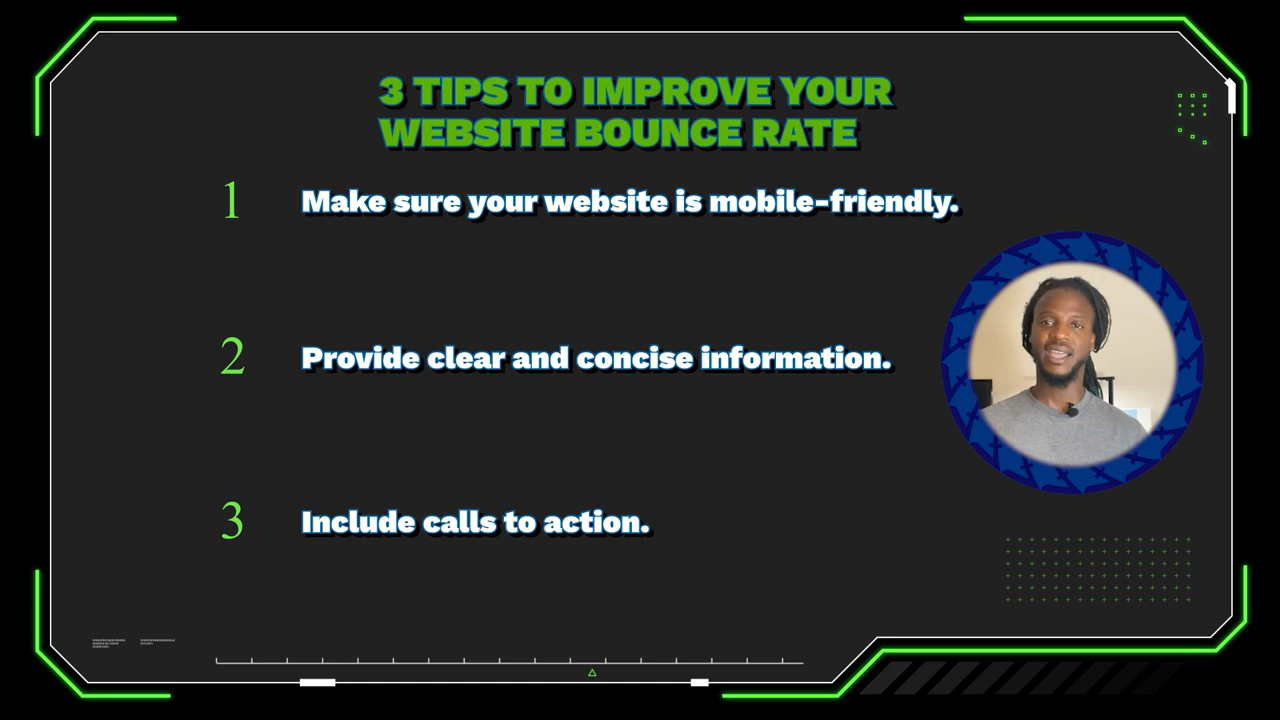 3 TIPS TO IMPROVE YOUR
WEBSITE BOUNCE RATE
1 Make sure your website is mobile-friendly.
2 Provide clear and concise information.
3 Include calls to action.